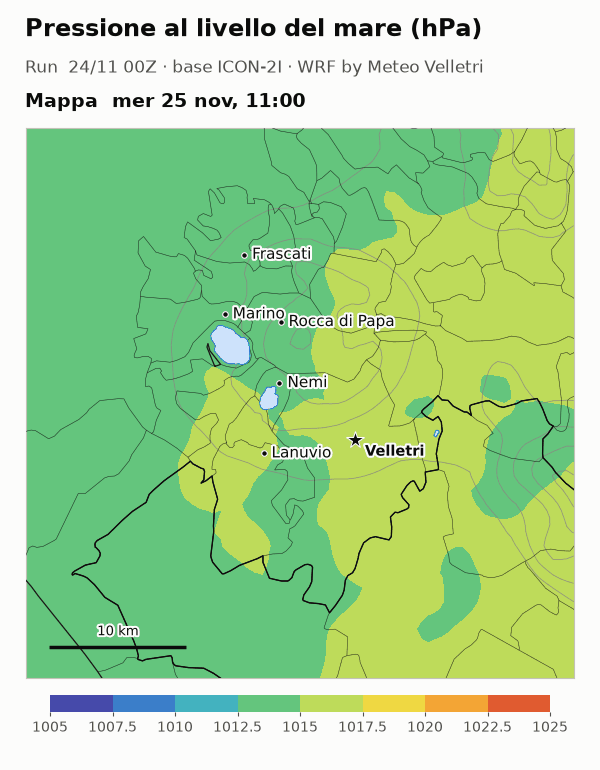 Pressione al livello del mare (hPa)
Run  24/11 00Z · base ICON-2I · WRF by Meteo Velletri
Mappa  mer 25 nov, 11:00
Frascati
Marino
Rocca di Papa
Nemi
Velletri
Lanuvio
10 km
1005 1007.5 1010 1012.5 1015 1017.5 1020 1022.5 1025